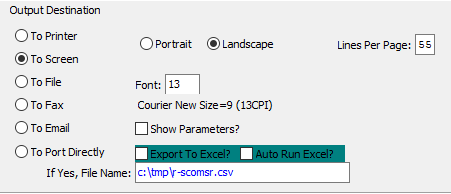 Output Destination
To Printer
Portrait Landscape Lines Per Page: 55
To Screen
To File Font: 13
To Fax Courier New Size=9 (13CPI)
To Email Show Parameters?
To Port Directly Export To Excel? Auto Run Excel?
If Yes, File Name: c:\tmp\r-scomsr.csv